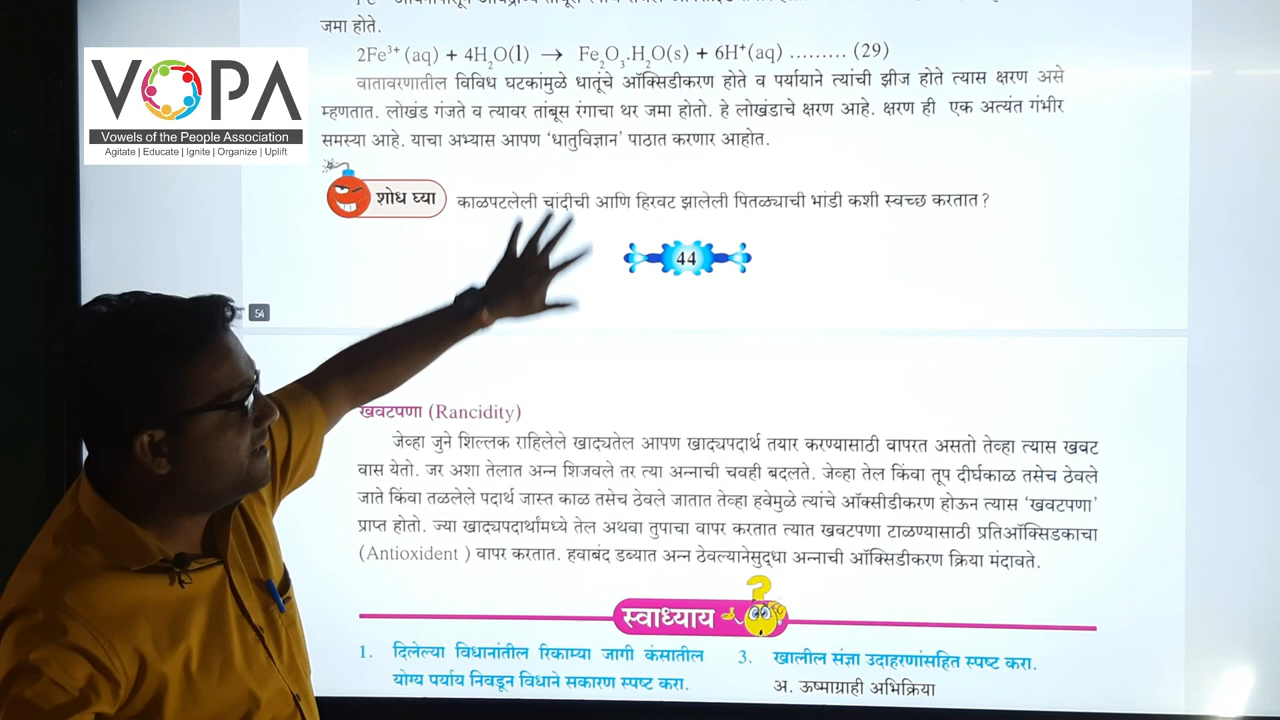 जमा होते.
2Fe³⁺ (aq) + 4H₂O(l) → Fe₂O₃.H₂O(s) + 6H⁺(aq) ......... (29)
वातावरणातील विविध घटकांमुळे धातूंचे ऑक्सिडीकरण होते व पर्यायाने त्यांची झीज होते त्यास क्षरण असे
म्हणतात. लोखंड गंजते व त्यावर तांबूस रंगाचा थर जमा होतो. हे लोखंडाचे क्षरण आहे. क्षरण ही एक अत्यंत गंभीर
समस्या आहे. याचा अभ्यास आपण ‘धातुविज्ञान’ पाठात करणार आहोत.
VOPA
Vowels of the People Association
Agitate | Educate | Ignite | Organize | Uplift
शोध घ्या
काळपटलेली चांदीची आणि हिरवट झालेली पितळ्याची भांडी कशी स्वच्छ करतात ?
44
54
खवटपणा (Rancidity)
जेव्हा जुने शिल्लक राहिलेले खाद्यतेल आपण खाद्यपदार्थ तयार करण्यासाठी वापरत असतो तेव्हा त्यास खवट
वास येतो. जर अशा तेलात अन्न शिजवले तर त्या अन्नाची चवही बदलते. जेव्हा तेल किंवा तूप दीर्घकाळ तसेच ठेवले
जाते किंवा तळलेले पदार्थ जास्त काळ तसेच ठेवले जातात तेव्हा हवेमुळे त्यांचे ऑक्सीडीकरण होऊन त्यास ‘खवटपणा’
प्राप्त होतो. ज्या खाद्यपदार्थांमध्ये तेल अथवा तुपाचा वापर करतात त्यात खवटपणा टाळण्यासाठी प्रतिऑक्सिडकाचा
(Antioxident ) वापर करतात. हवाबंद डब्यात अन्न ठेवल्यानेसुद्धा अन्नाची ऑक्सिडीकरण क्रिया मंदावते.
स्वाध्याय
1. दिलेल्या विधानांतील रिकाम्या जागी कंसातील
योग्य पर्याय निवडून विधाने सकारण स्पष्ट करा.
3. खालील संज्ञा उदाहरणांसहित स्पष्ट करा.
अ. ऊष्माग्राही अभिक्रिया